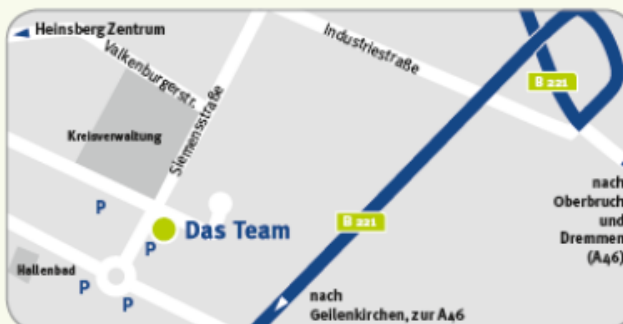 Heinsberg Zentrum
Industriestraße
Valkenburgerstr.
B 221
Kreisverwaltung
Siemensstraße
nach
Oberbruch
und
Dremmen
(A46)
P
Das Team
B 221
P
Hallenbad
P
P
nach
Geilenkirchen, zur A46